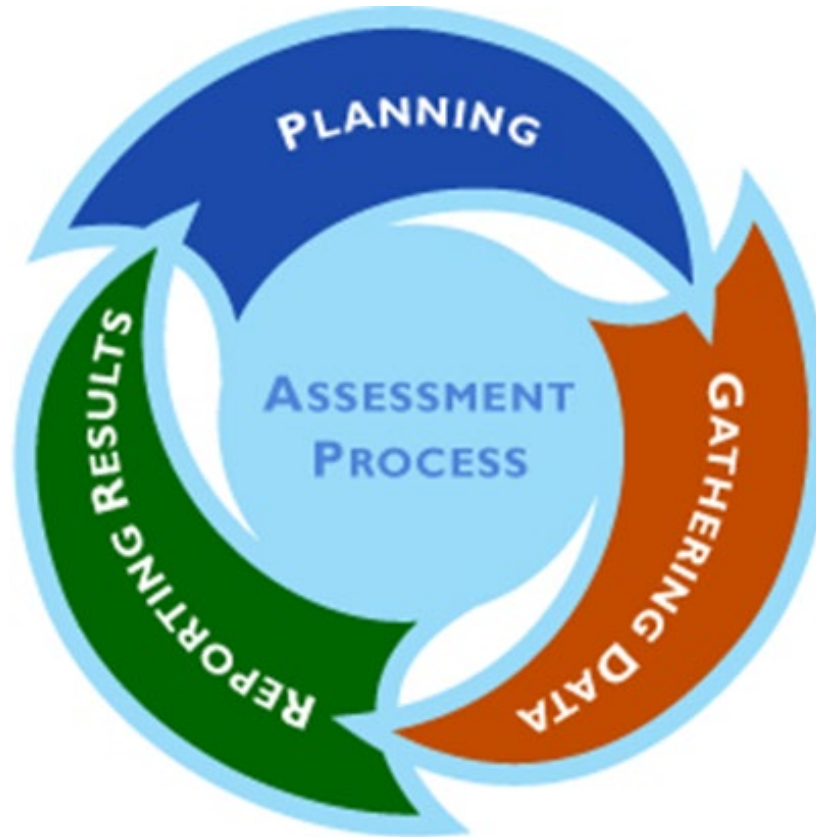 PLANNING
GATHERING DATA
REPORTING RESULTS
ASSESSMENT
PROCESS